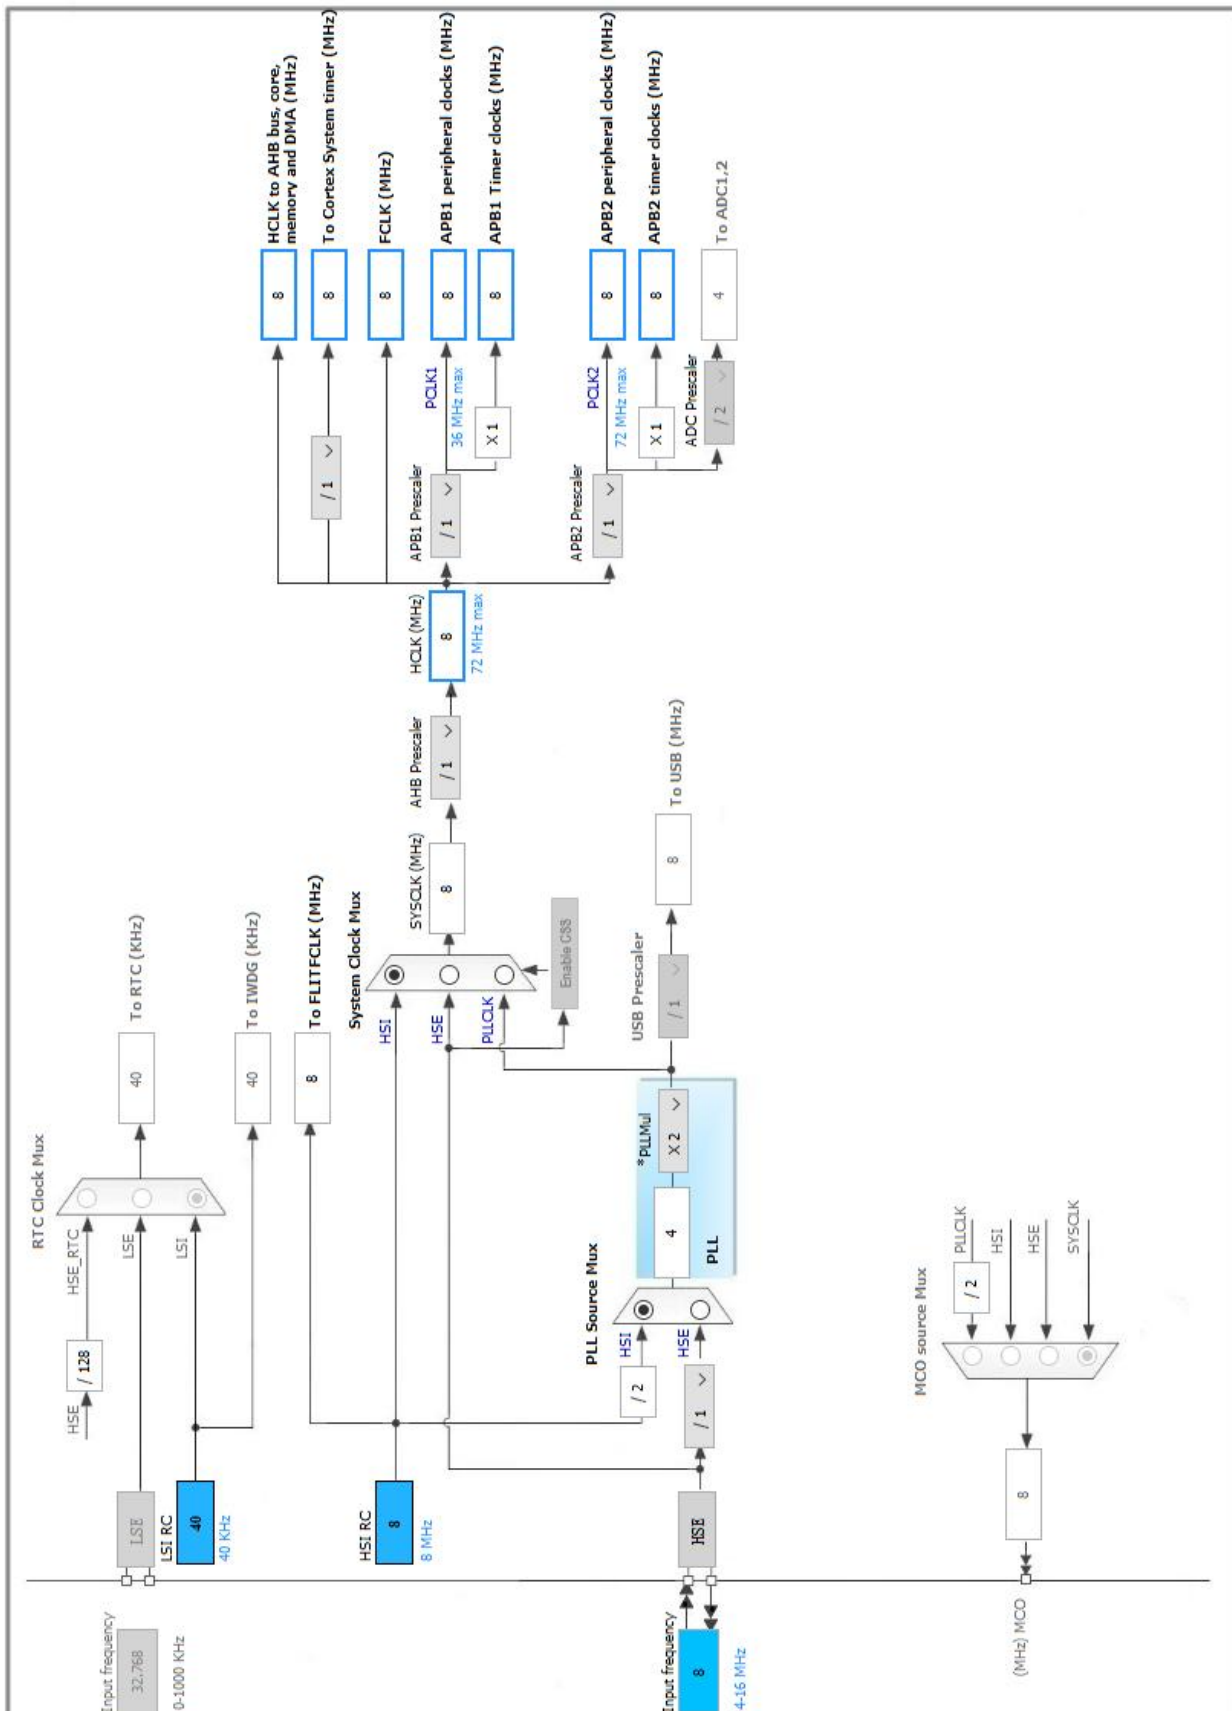 RTC Clock Mux
HSE
/ 128
HSE_RTC
Input frequency
32.768
0-1000 KHz
LSE
LSE
40
To RTC (KHz)
LSI RC
40
40 KHz
LSI
40
To IWDG (KHz)
8
To FLITFCLK (MHz)
HSI RC
8
8 MHz
System Clock Mux
HSI
HSE
PLLCLK
Enable CSS
SYSCLK (MHz)
8
AHB Prescaler
/ 1
HCLK (MHz)
8
72 MHz max
8
HCLK to AHB bus, core,
memory and DMA (MHz)
/ 1
8
To Cortex System timer (MHz)
8
FCLK (MHz)
APB1 Prescaler
/ 1
PCLK1
36 MHz max
8
APB1 peripheral clocks (MHz)
X 1
8
APB1 Timer clocks (MHz)
APB2 Prescaler
/ 1
PCLK2
72 MHz max
8
APB2 peripheral clocks (MHz)
X 1
8
APB2 timer clocks (MHz)
ADC Prescaler
/ 2
4
To ADC1,2
PLL Source Mux
/ 2
HSI
HSE
/ 1
4
*PLLMul
X 2
PLL
USB Prescaler
/ 1
8
To USB (MHz)
Input frequency
8
4-16 MHz
HSE
MCO source Mux
PLLCLK
/ 2
HSI
HSE
SYSCLK
8
(MHz) MCO